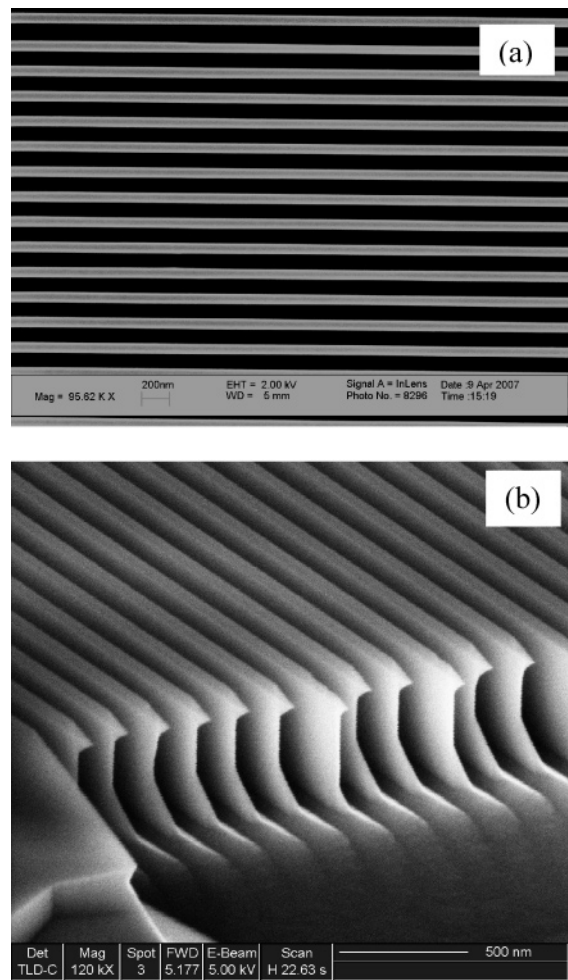 (a)
Mag = 95.62 K X 200nm EHT = 2.00 kV Signal A = InLens Date :9 Apr 2007
WD = 5 mm Photo No. = 8296 Time :15:19
(b)
Det Mag Spot FWD E-Beam Scan 500 nm
TLD-C 120 kX 3 5.177 5.00 kV H 22.63 s